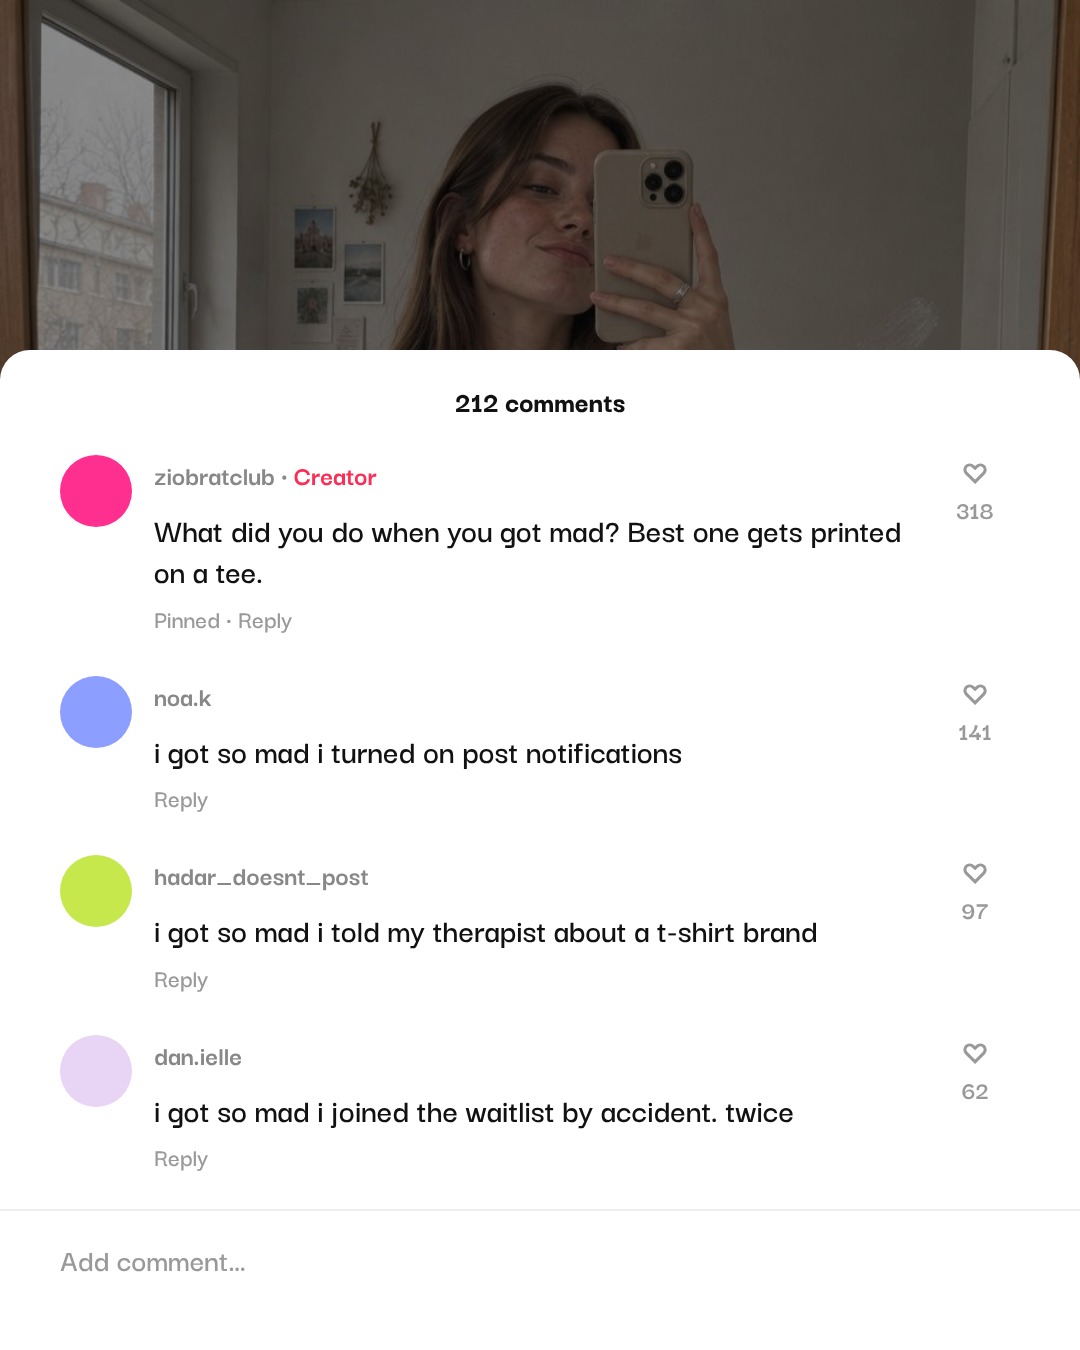 212 comments
ziobratclub · Creator
318
What did you do when you got mad? Best one gets printed
on a tee.
Pinned · Reply
noa.k
141
i got so mad i turned on post notifications
Reply
hadar_doesnt_post
97
i got so mad i told my therapist about a t-shirt brand
Reply
dan.ielle
62
i got so mad i joined the waitlist by accident. twice
Reply
Add comment...